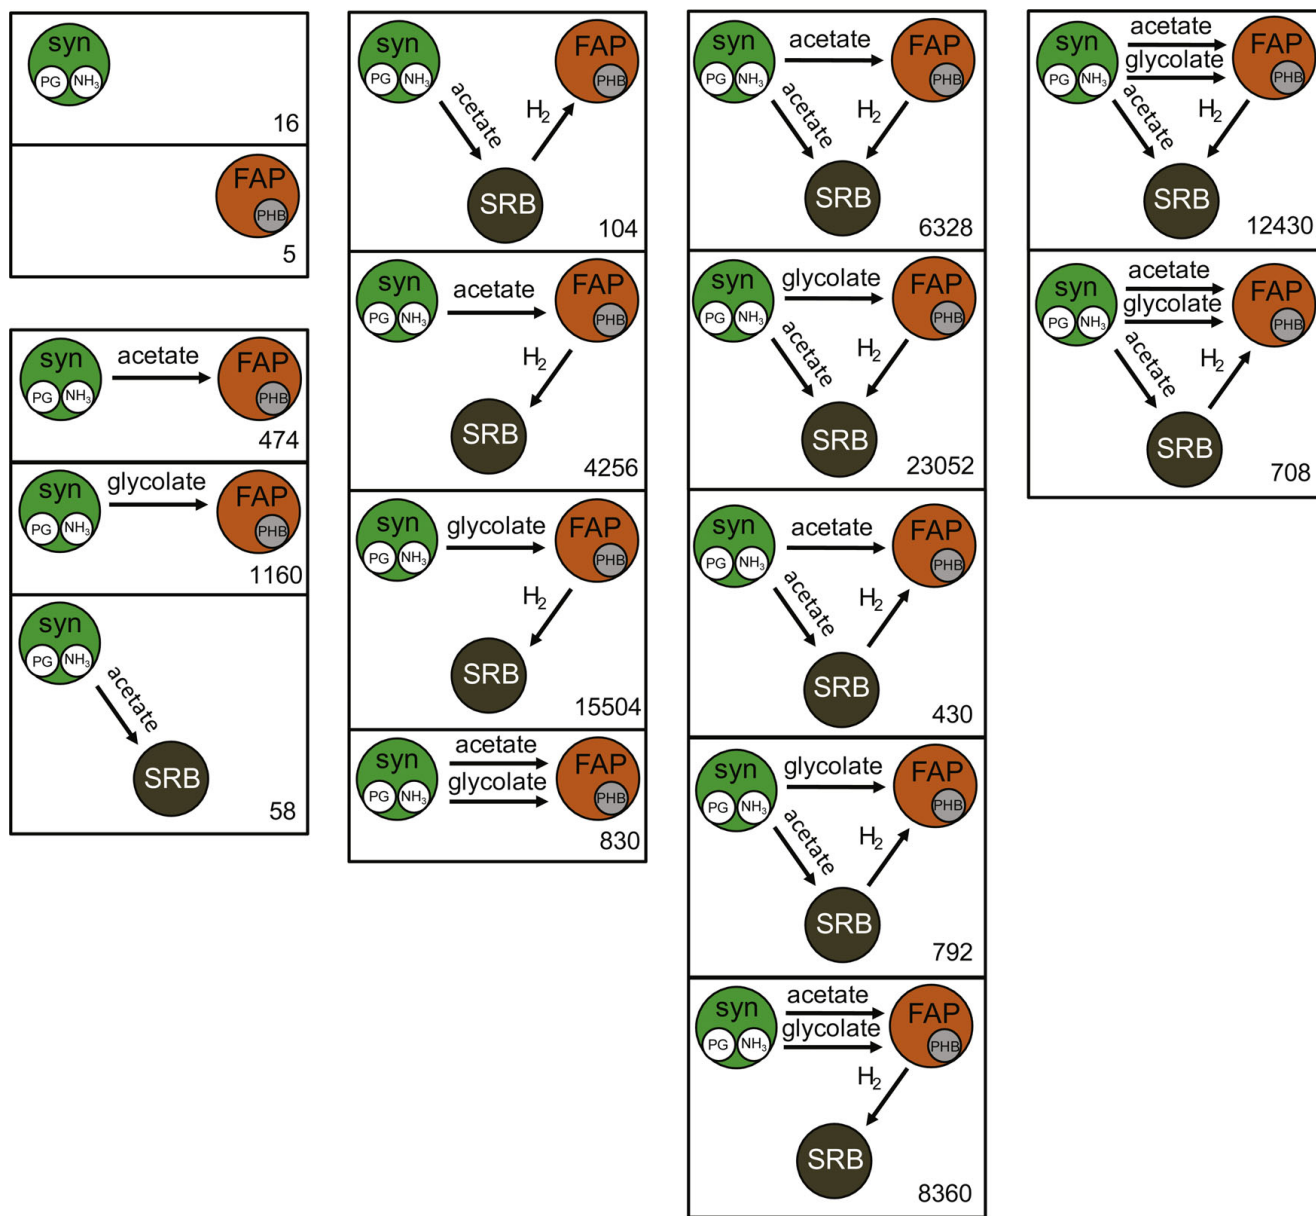 syn
PG NH₃
16
FAP
PHB
5
syn acetate FAP
PG NH₃ PHB
474
syn glycolate FAP
PG NH₃ PHB
1160
syn
PG NH₃
acetate
SRB
58
syn FAP
PG NH₃ PHB
acetate H₂
SRB
104
syn acetate FAP
PG NH₃ PHB
H₂
SRB
4256
syn glycolate FAP
PG NH₃ PHB
H₂
SRB
15504
acetate
syn FAP
glycolate
PG NH₃ PHB
830
syn acetate FAP
PG NH₃ PHB
acetate H₂
SRB
6328
syn glycolate FAP
PG NH₃ PHB
acetate H₂
SRB
23052
syn acetate FAP
PG NH₃ PHB
acetate H₂
SRB
430
syn glycolate FAP
PG NH₃ PHB
acetate H₂
SRB
792
acetate
syn FAP
glycolate
PG NH₃ PHB
H₂
SRB
8360
acetate
syn FAP
glycolate
PG NH₃ PHB
acetate H₂
SRB
12430
acetate
syn FAP
glycolate
PG NH₃ PHB
acetate H₂
SRB
708